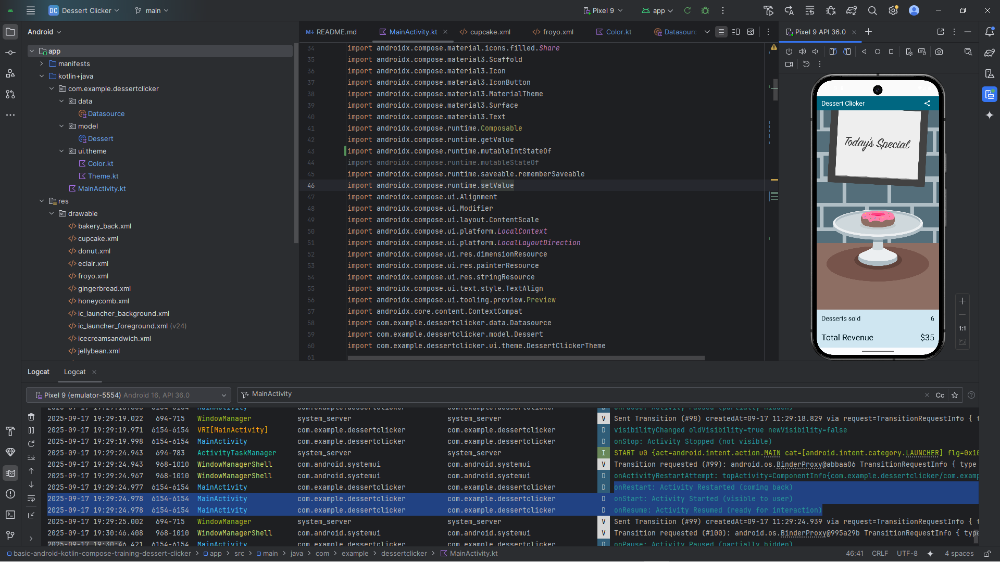 DC Dessert Clicker main Pixel 9 app
Android
app
manifests
kotlin+java
com.example.dessertclicker
data
Datasource
model
Dessert
ui.theme
Color.kt
Theme.kt
MainActivity.kt
res
drawable
bakery_back.xml
cupcake.xml
donut.xml
eclair.xml
froyo.xml
gingerbread.xml
honeycomb.xml
ic_launcher_background.xml
ic_launcher_foreground.xml (v24)
icecreamsandwich.xml
jellybean.xml
README.md MainActivity.kt cupcake.xml froyo.xml Color.kt Datasourc
34 import androidx.compose.material.icons.filled.Share
35 import androidx.compose.material3.Scaffold
36 import androidx.compose.material3.Icon
37 import androidx.compose.material3.IconButton
38 import androidx.compose.material3.MaterialTheme
39 import androidx.compose.material3.Surface
40 import androidx.compose.material3.Text
41 import androidx.compose.runtime.Composable
42 import androidx.compose.runtime.getValue
43 import androidx.compose.runtime.mutableIntStateOf
44 import androidx.compose.runtime.mutableStateOf
45 import androidx.compose.runtime.saveable.rememberSaveable
46 import androidx.compose.runtime.setValue
47 import androidx.compose.ui.Alignment
48 import androidx.compose.ui.Modifier
49 import androidx.compose.ui.layout.ContentScale
50 import androidx.compose.ui.platform.LocalContext
51 import androidx.compose.ui.platform.LocalLayoutDirection
52 import androidx.compose.ui.res.dimensionResource
53 import androidx.compose.ui.res.painterResource
54 import androidx.compose.ui.res.stringResource
55 import androidx.compose.ui.text.style.TextAlign
56 import androidx.compose.ui.tooling.preview.Preview
57 import androidx.core.content.ContextCompat
58 import com.example.dessertclicker.data.Datasource
59 import com.example.dessertclicker.model.Dessert
60 import com.example.dessertclicker.ui.theme.DessertClickerTheme
61
Pixel 9 API 36.0
Dessert Clicker
Today's Special
Desserts sold 6
Total Revenue $35
1:1
Logcat Logcat
Pixel 9 (emulator-5554) Android 16, API 36.0 MainActivity Cc
2025-09-17 19:29:19.022 694-715 WindowManager system_server system_server V Sent Transition (#98) createdAt=09-17 11:29:18.829 via request=TransitionRequestInfo { t
2025-09-17 19:29:19.971 6154-6154 VRI[MainActivity] com.example.dessertclicker com.example.dessertclicker D visibilityChanged oldVisibility=true newVisibility=false
2025-09-17 19:29:19.998 6154-6154 MainActivity com.example.dessertclicker com.example.dessertclicker D onStop: Activity Stopped (not visible)
2025-09-17 19:29:24.943 694-783 ActivityTaskManager system_server system_server I START u0 {act=android.intent.action.MAIN cat=[android.intent.category.LAUNCHER] flg=0x10
2025-09-17 19:29:24.943 968-1010 WindowManagerShell com.android.systemui com.android.systemui V Transition requested (#99): android.os.BinderProxy@abbaa06 TransitionRequestInfo { type
2025-09-17 19:29:24.967 968-1010 WindowManagerShell com.android.systemui com.android.systemui D onActivityRestartAttempt: topActivity=ComponentInfo{com.example.dessertclicker/com.examp
2025-09-17 19:29:24.977 6154-6154 MainActivity com.example.dessertclicker com.example.dessertclicker D onRestart: Activity Restarted (coming back)
2025-09-17 19:29:24.978 6154-6154 MainActivity com.example.dessertclicker com.example.dessertclicker D onStart: Activity Started (visible to user)
2025-09-17 19:29:24.978 6154-6154 MainActivity com.example.dessertclicker com.example.dessertclicker D onResume: Activity Resumed (ready for interaction)
2025-09-17 19:29:25.002 694-715 WindowManager system_server system_server V Sent Transition (#99) createdAt=09-17 11:29:24.939 via request=TransitionRequestInfo { t
2025-09-17 19:30:46.408 968-1010 WindowManagerShell com.android.systemui com.android.systemui V Transition requested (#100): android.os.BinderProxy@995a29b TransitionRequestInfo { type
2025-09-17 19:30:46.421 6154-6154 MainActivity com.example.dessertclicker com.example.dessertclicker D onPause: Activity Paused (partially hidden)
basic-android-kotlin-compose-training-dessert-clicker > app > src > main > java > com > example > dessertclicker > MainActivity.kt 46:41 CRLF UTF-8 4 spaces